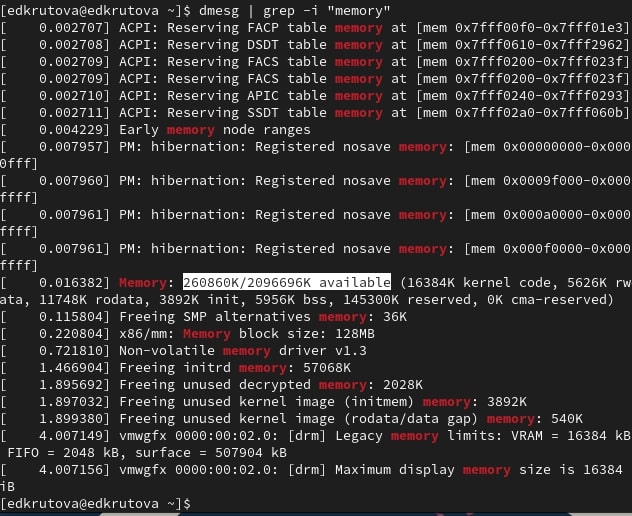 [edkrutova@edkrutova ~]$ dmesg | grep -i "memory"
[    0.002707] ACPI: Reserving FACP table memory at [mem 0x7fff00f0-0x7fff01e3]
[    0.002708] ACPI: Reserving DSDT table memory at [mem 0x7fff0610-0x7fff2962]
[    0.002709] ACPI: Reserving FACS table memory at [mem 0x7fff0200-0x7fff023f]
[    0.002709] ACPI: Reserving FACS table memory at [mem 0x7fff0200-0x7fff023f]
[    0.002710] ACPI: Reserving APIC table memory at [mem 0x7fff0240-0x7fff0293]
[    0.002711] ACPI: Reserving SSDT table memory at [mem 0x7fff02a0-0x7fff060b]
[    0.004229] Early memory node ranges
[    0.007957] PM: hibernation: Registered nosave memory: [mem 0x00000000-0x000
0fff]
[    0.007960] PM: hibernation: Registered nosave memory: [mem 0x0009f000-0x000
ffff]
[    0.007961] PM: hibernation: Registered nosave memory: [mem 0x000a0000-0x000
ffff]
[    0.007961] PM: hibernation: Registered nosave memory: [mem 0x000f0000-0x000
ffff]
[    0.016382] Memory: 260860K/2096696K available (16384K kernel code, 5626K rw
ata, 11748K rodata, 3892K init, 5956K bss, 145300K reserved, 0K cma-reserved)
[    0.115804] Freeing SMP alternatives memory: 36K
[    0.220804] x86/mm: Memory block size: 128MB
[    0.721810] Non-volatile memory driver v1.3
[    1.466904] Freeing initrd memory: 57068K
[    1.895692] Freeing unused decrypted memory: 2028K
[    1.897032] Freeing unused kernel image (initmem) memory: 3892K
[    1.899380] Freeing unused kernel image (rodata/data gap) memory: 540K
[    4.007149] vmwgfx 0000:00:02.0: [drm] Legacy memory limits: VRAM = 16384 kB
 FIFO = 2048 kB, surface = 507904 kB
[    4.007156] vmwgfx 0000:00:02.0: [drm] Maximum display memory size is 16384
iB
[edkrutova@edkrutova ~]$